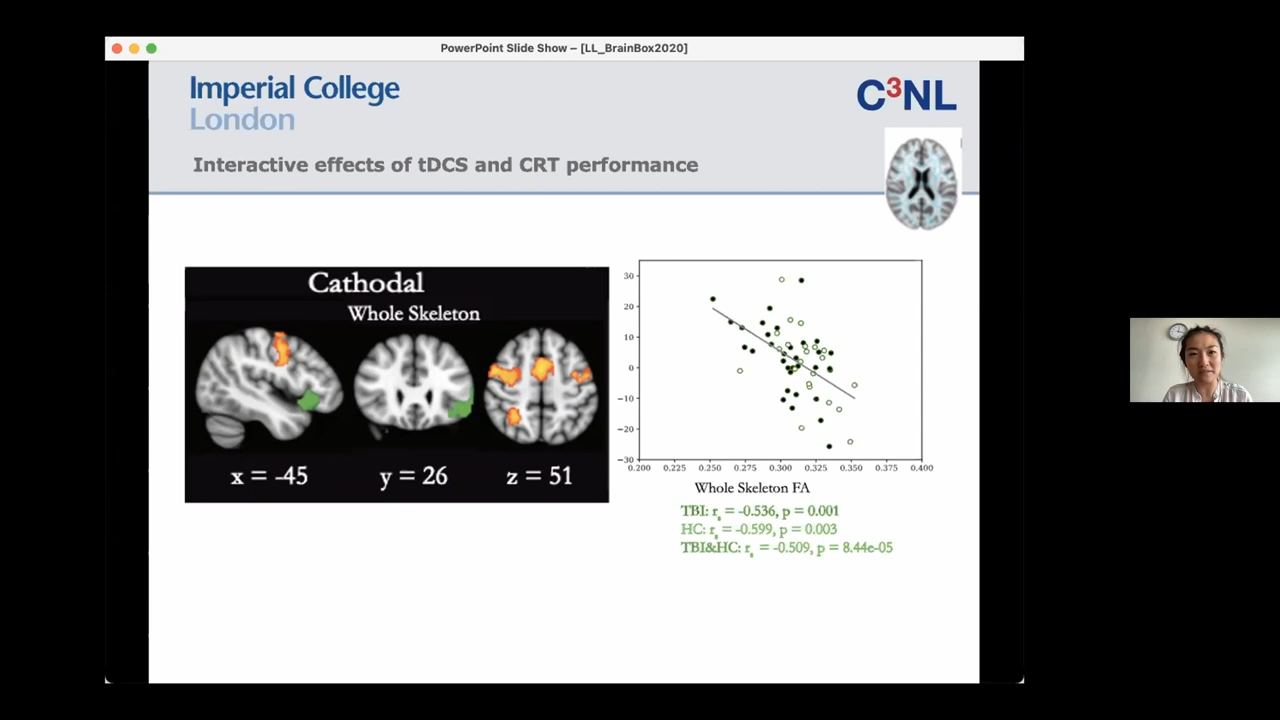 PowerPoint Slide Show – [LL_BrainBox2020]
Imperial College
London
C³NL
Interactive effects of tDCS and CRT performance
Cathodal
Whole Skeleton
x = -45
y = 26
z = 51
30
20
10
0
−10
−20
−30
0.200 0.225 0.250 0.275 0.300 0.325 0.350 0.375 0.400
Whole Skeleton FA
TBI: rₛ = -0.536, p = 0.001
HC: rₛ = -0.599, p = 0.003
TBI&HC: rₛ = -0.509, p = 8.44e-05